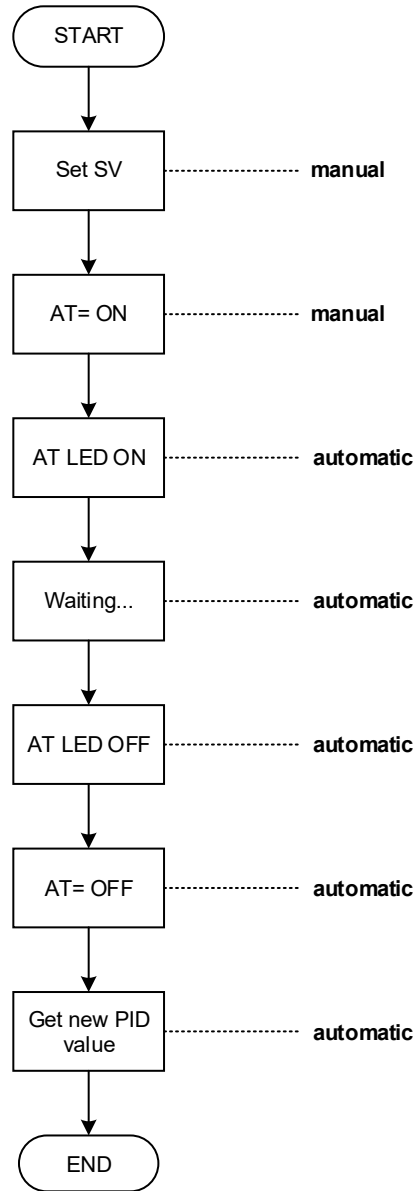 START
Set SV
manual
AT= ON
manual
AT LED ON
automatic
Waiting...
automatic
AT LED OFF
automatic
AT= OFF
automatic
Get new PID
value
automatic
END